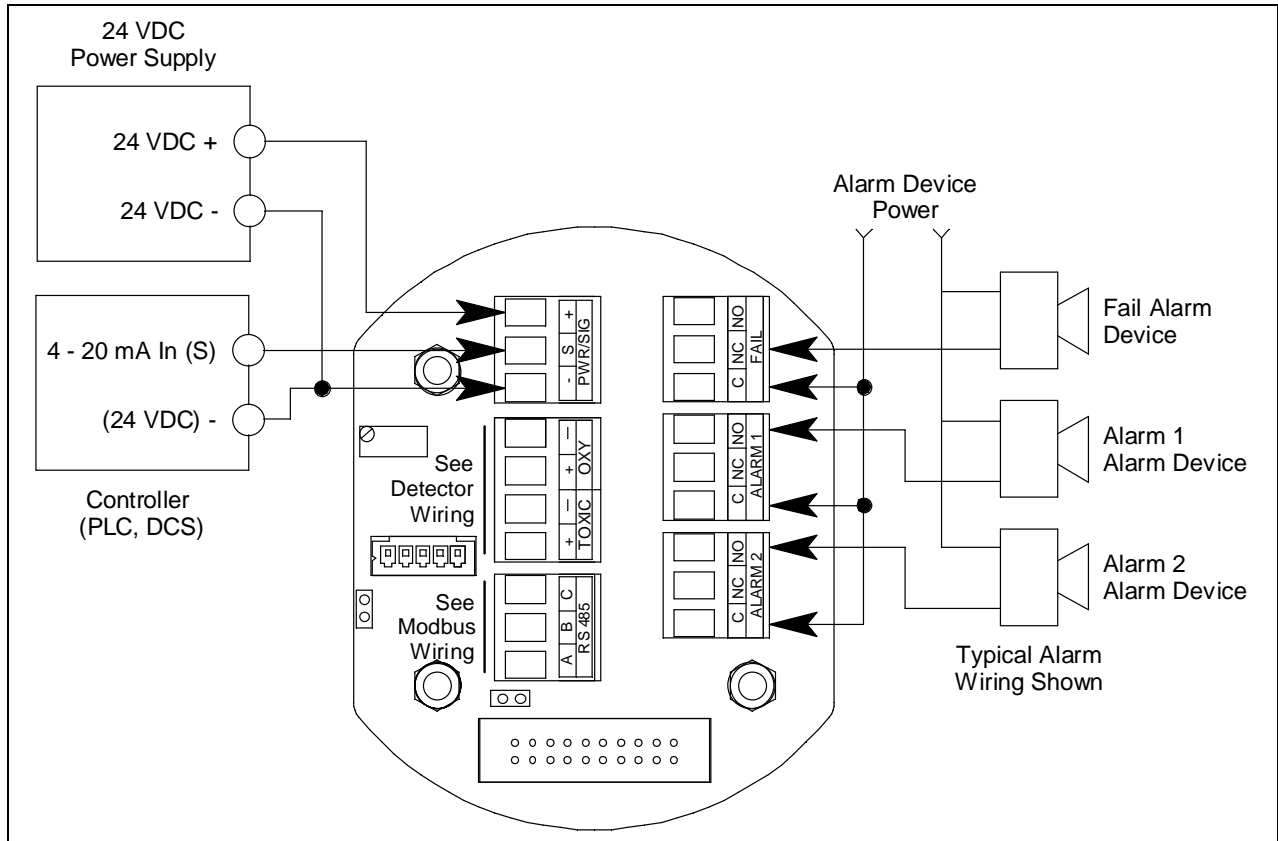 24 VDC
Power Supply
24 VDC +
24 VDC -
4 - 20 mA In (S)
(24 VDC) -
Controller
(PLC, DCS)
+
S
-
PWR/SIG
See
Detector
Wiring
–
+
OXY
–
+
TOXIC
See
Modbus
Wiring
C
B
A
RS 485
NO
NC
C
FAIL
NO
NC
C
ALARM 1
NO
NC
C
ALARM 2
Alarm Device
Power
Fail Alarm
Device
Alarm 1
Alarm Device
Alarm 2
Alarm Device
Typical Alarm
Wiring Shown